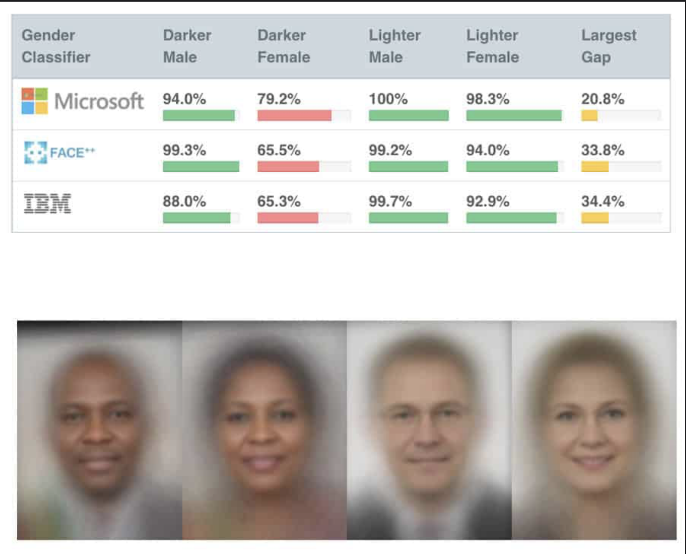 Gender Classifier Darker Male Darker Female Lighter Male Lighter Female Largest Gap
Microsoft 94.0% 79.2% 100% 98.3% 20.8%
FACE++ 99.3% 65.5% 99.2% 94.0% 33.8%
IBM 88.0% 65.3% 99.7% 92.9% 34.4%